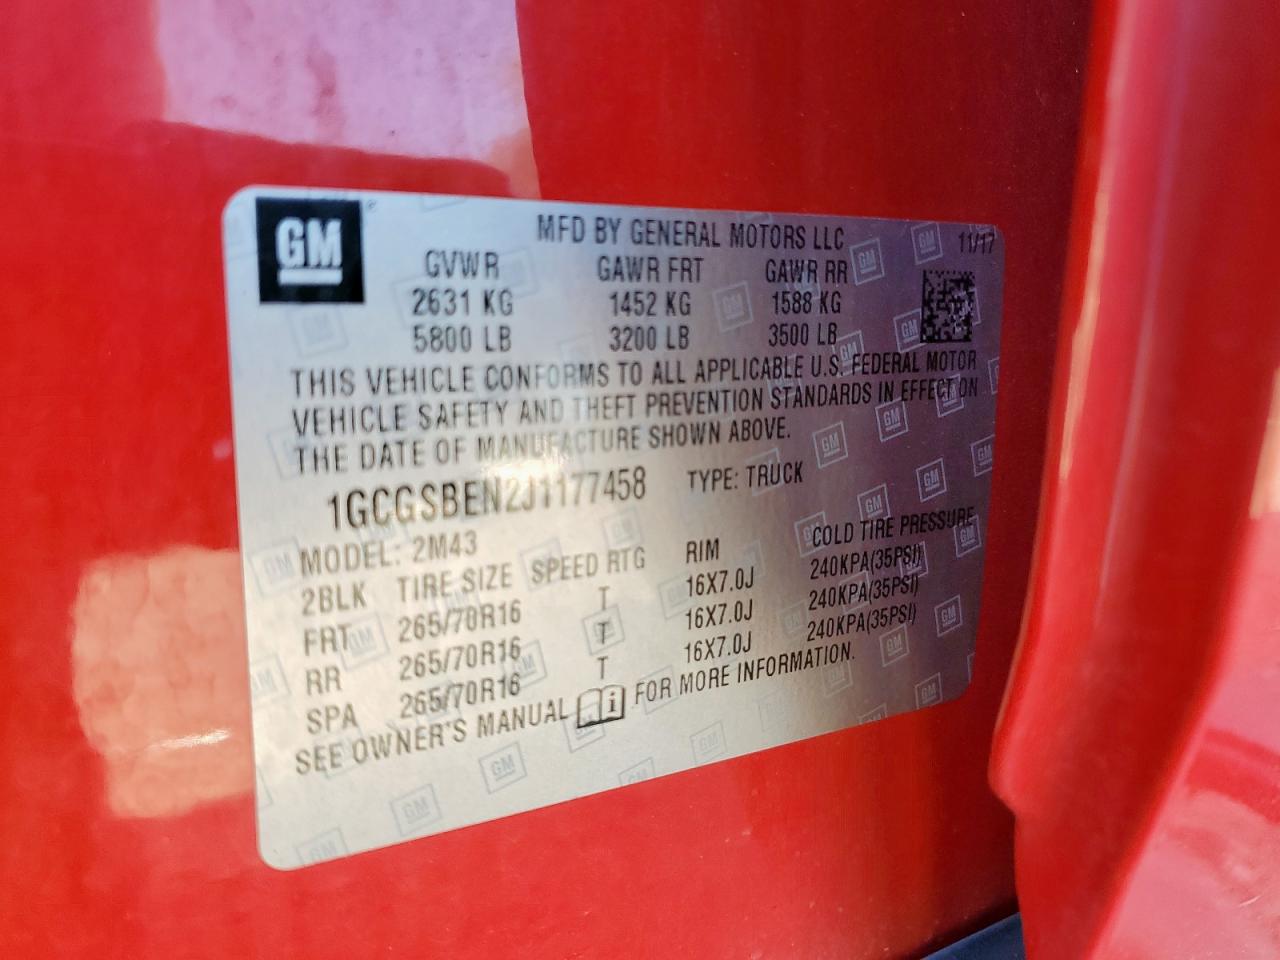 GM
MFD BY GENERAL MOTORS LLC 11/17
GVWR GAWR FRT GAWR RR
2631 KG 1452 KG 1588 KG
5800 LB 3200 LB 3500 LB
THIS VEHICLE CONFORMS TO ALL APPLICABLE U.S. FEDERAL MOTOR
VEHICLE SAFETY AND THEFT PREVENTION STANDARDS IN EFFECT ON
THE DATE OF MANUFACTURE SHOWN ABOVE.
1GCGSBEN2J1177458 TYPE: TRUCK
MODEL: 2M43
2BLK TIRE SIZE SPEED RTG RIM COLD TIRE PRESSURE
FRT 265/70R16 T 16X7.0J 240KPA(35PSI)
RR 265/70R16 T 16X7.0J 240KPA(35PSI)
SPA 265/70R16 T 16X7.0J 240KPA(35PSI)
SEE OWNER'S MANUAL i FOR MORE INFORMATION.